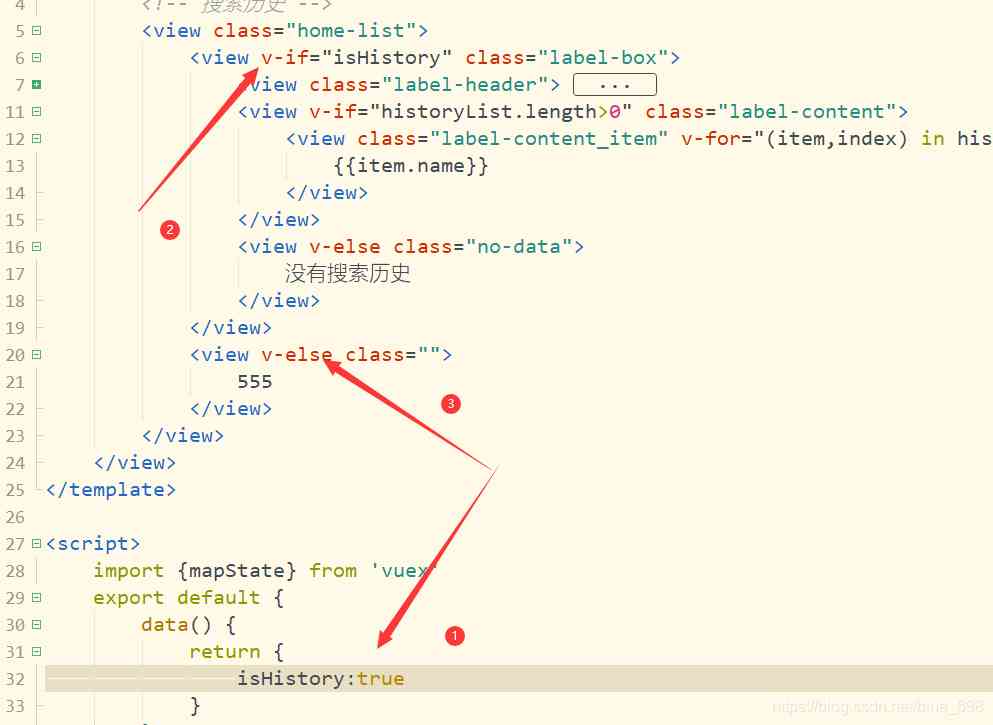 4 <!-- 搜索历史 -->
5 <view class="home-list">
6 <view v-if="isHistory" class="label-box">
7 view class="label-header"> ...
11 <view v-if="historyList.length>0" class="label-content">
12 <view class="label-content_item" v-for="(item,index) in his
13 {{item.name}}
14 </view>
15 </view>
2
16 <view v-else class="no-data">
17 没有搜索历史
18 </view>
19 </view>
20 <view v-else class="">
21 555
22 </view>
3
23 </view>
24 </view>
25 </template>
26
27 <script>
28 import {mapState} from 'vuex'
29 export default {
30 data() {
1
31 return {
32 isHistory:true
33 }
https://blog.csdn.net/blue_698